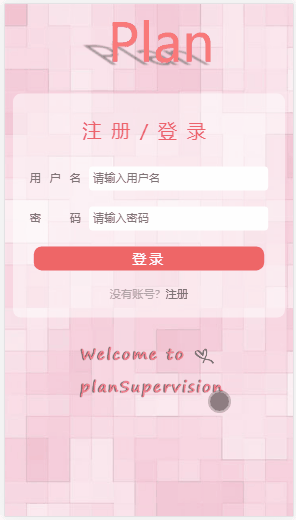 Plan
注 册 / 登 录
用 户 名 请输入用户名
密 码 请输入密码
登录
没有账号? 注册
Welcome to
planSupervision